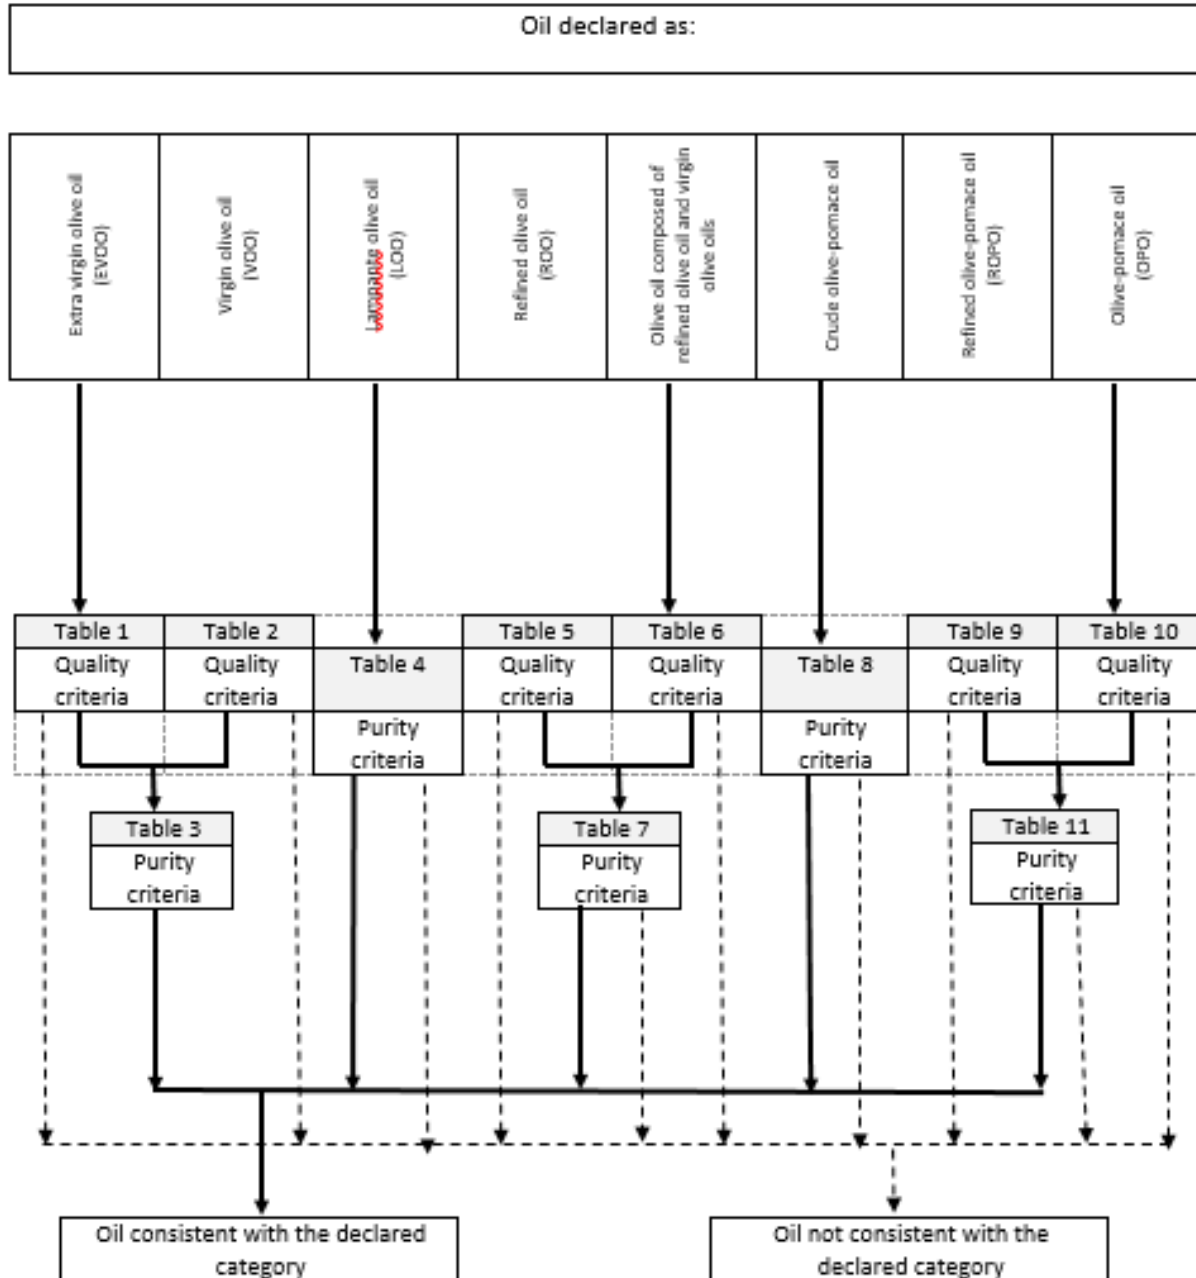 Oil declared as:
Extra virgin olive oil
(EVOO)
Virgin olive oil
(VOO)
Lampante olive oil
(LOO)
Refined olive oil
(ROO)
Olive oil composed of
refined olive oil and virgin
olive oils
Crude olive-pomace oil
Refined olive-pomace oil
(ROPO)
Olive-pomace oil
(OPO)
Table 1
Quality
criteria
Table 2
Quality
criteria
Table 4
Purity
criteria
Table 5
Quality
criteria
Table 6
Quality
criteria
Table 8
Purity
criteria
Table 9
Quality
criteria
Table 10
Quality
criteria
Table 3
Purity
criteria
Table 7
Purity
criteria
Table 11
Purity
criteria
Oil consistent with the declared
category
Oil not consistent with the
declared category